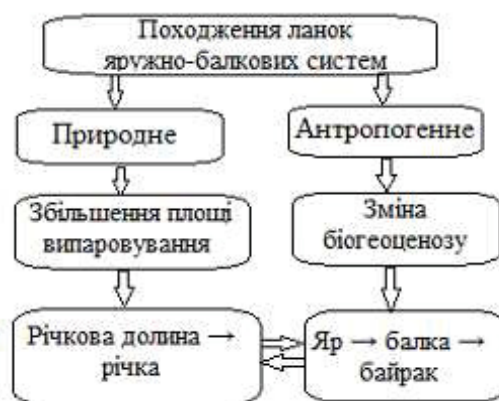 Походження ланок
яружно-балкових систем
Природне
Антропогенне
Збільшення площі
випаровування
Зміна
біогеоценозу
Річкова долина →
річка
Яр → балка →
байрак